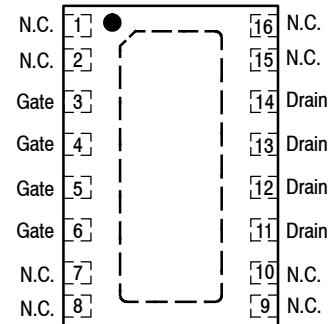 N.C. 1 16 N.C.
N.C. 2 15 N.C.
Gate 3 14 Drain
Gate 4 13 Drain
Gate 5 12 Drain
Gate 6 11 Drain
N.C. 7 10 N.C.
N.C. 8 9 N.C.